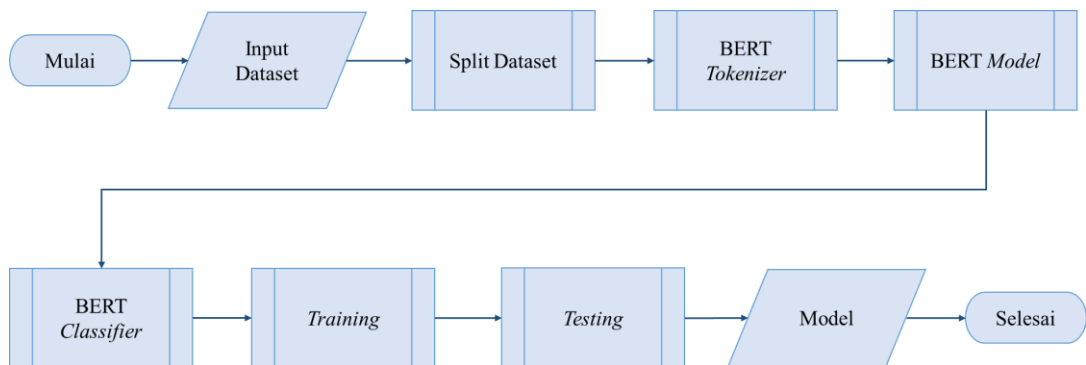 Mulai
Input
Dataset
Split Dataset
BERT
Tokenizer
BERT Model
BERT
Classifier
Training
Testing
Model
Selesai